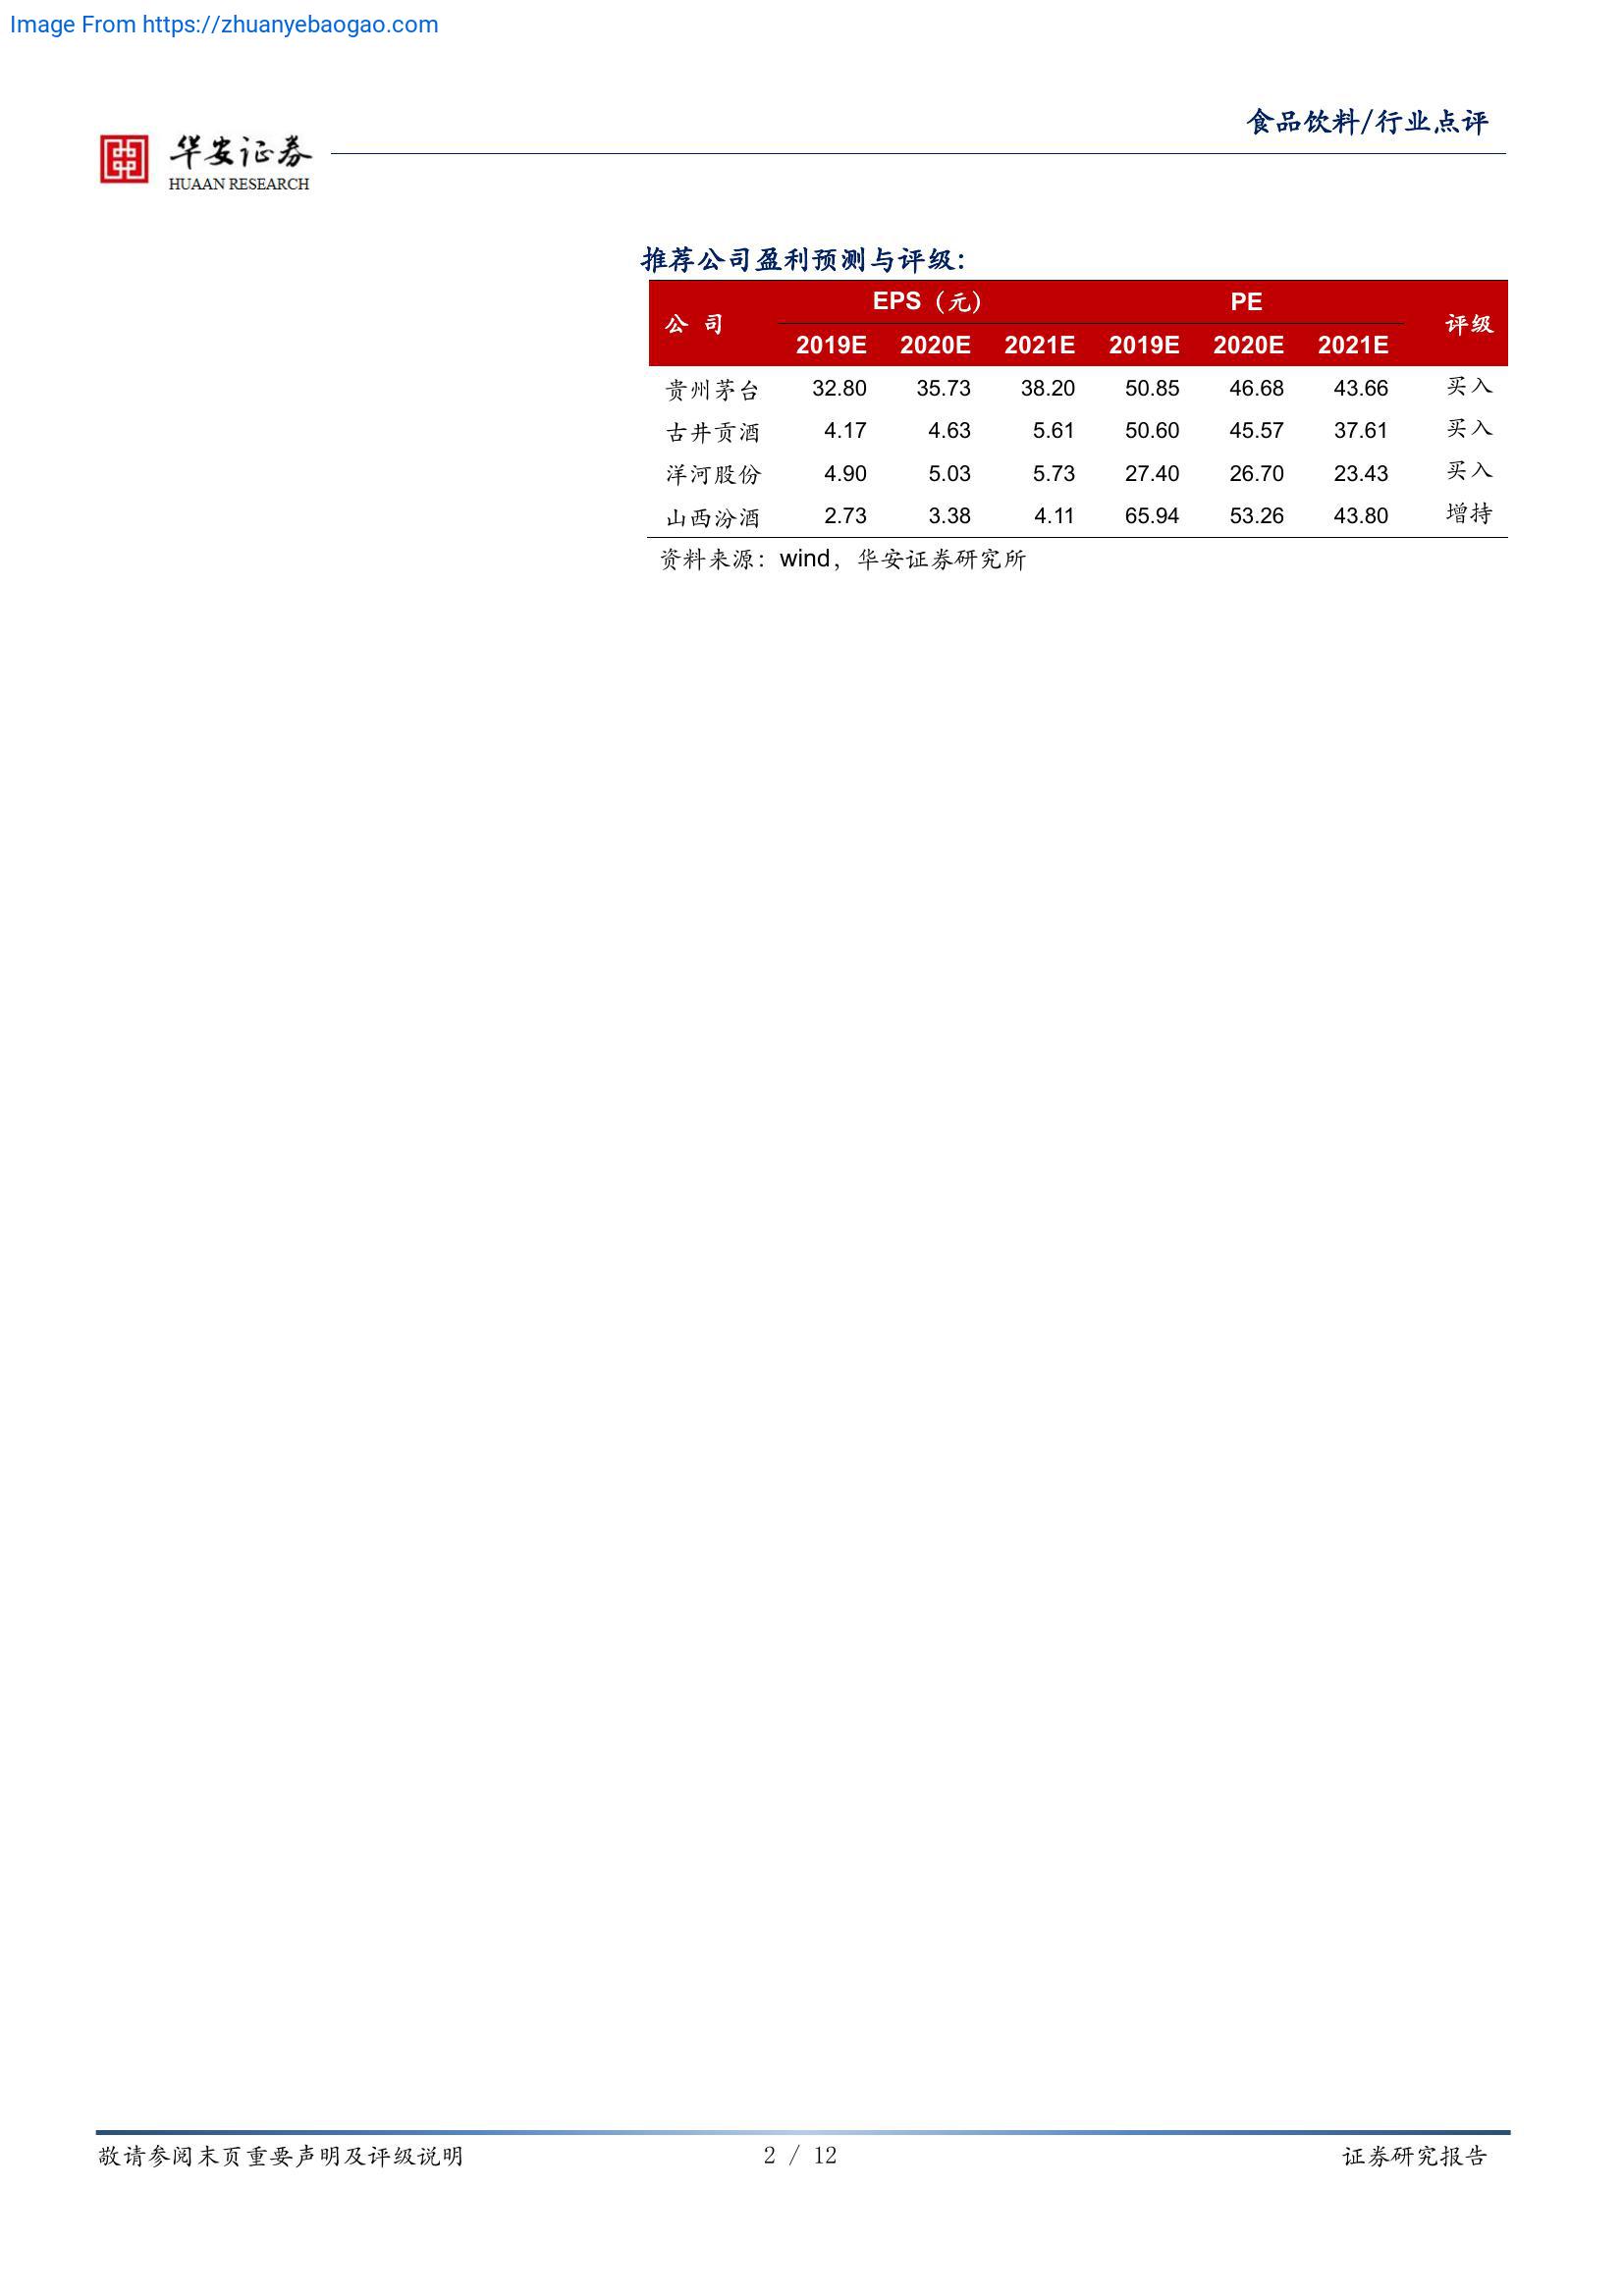 Image From https://zhuanyebaogao.com
食品饮料/行业点评
华安证券
HUAAN RESEARCH
推荐公司盈利预测与评级：
公 司 EPS（元） PE 评级
2019E 2020E 2021E 2019E 2020E 2021E
贵州茅台 32.80 35.73 38.20 50.85 46.68 43.66 买入
古井贡酒 4.17 4.63 5.61 50.60 45.57 37.61 买入
洋河股份 4.90 5.03 5.73 27.40 26.70 23.43 买入
山西汾酒 2.73 3.38 4.11 65.94 53.26 43.80 增持
资料来源：wind，华安证券研究所
敬请参阅末页重要声明及评级说明 2 / 12 证券研究报告